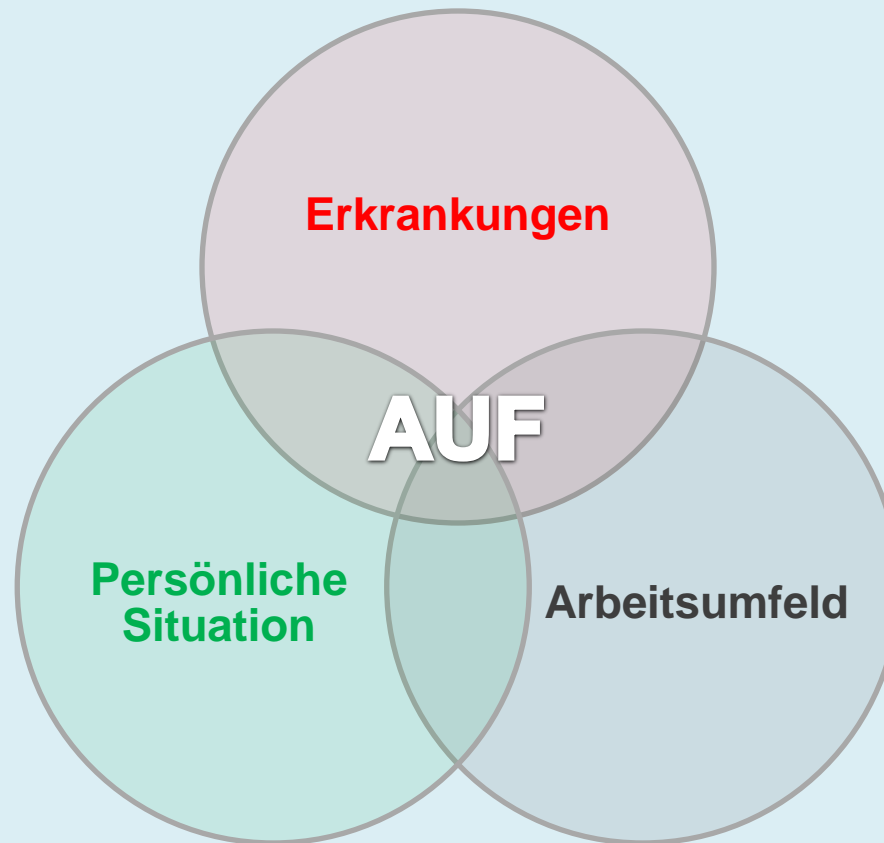 Erkrankungen
AUF
Persönliche
Situation
Arbeitsumfeld